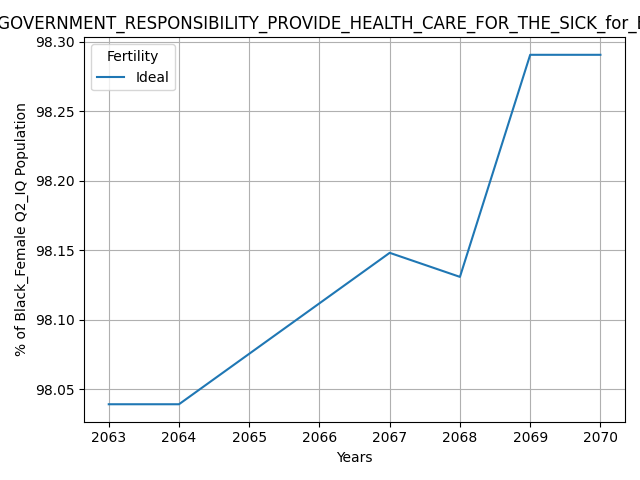 GOVERNMENT_RESPONSIBILITY_PROVIDE_HEALTH_CARE_FOR_THE_SICK_for_
98.30
98.25
98.20
98.15
98.10
98.05
% of Black_Female Q2_IQ Population
Fertility
Ideal
2063 2064 2065 2066 2067 2068 2069 2070
Years